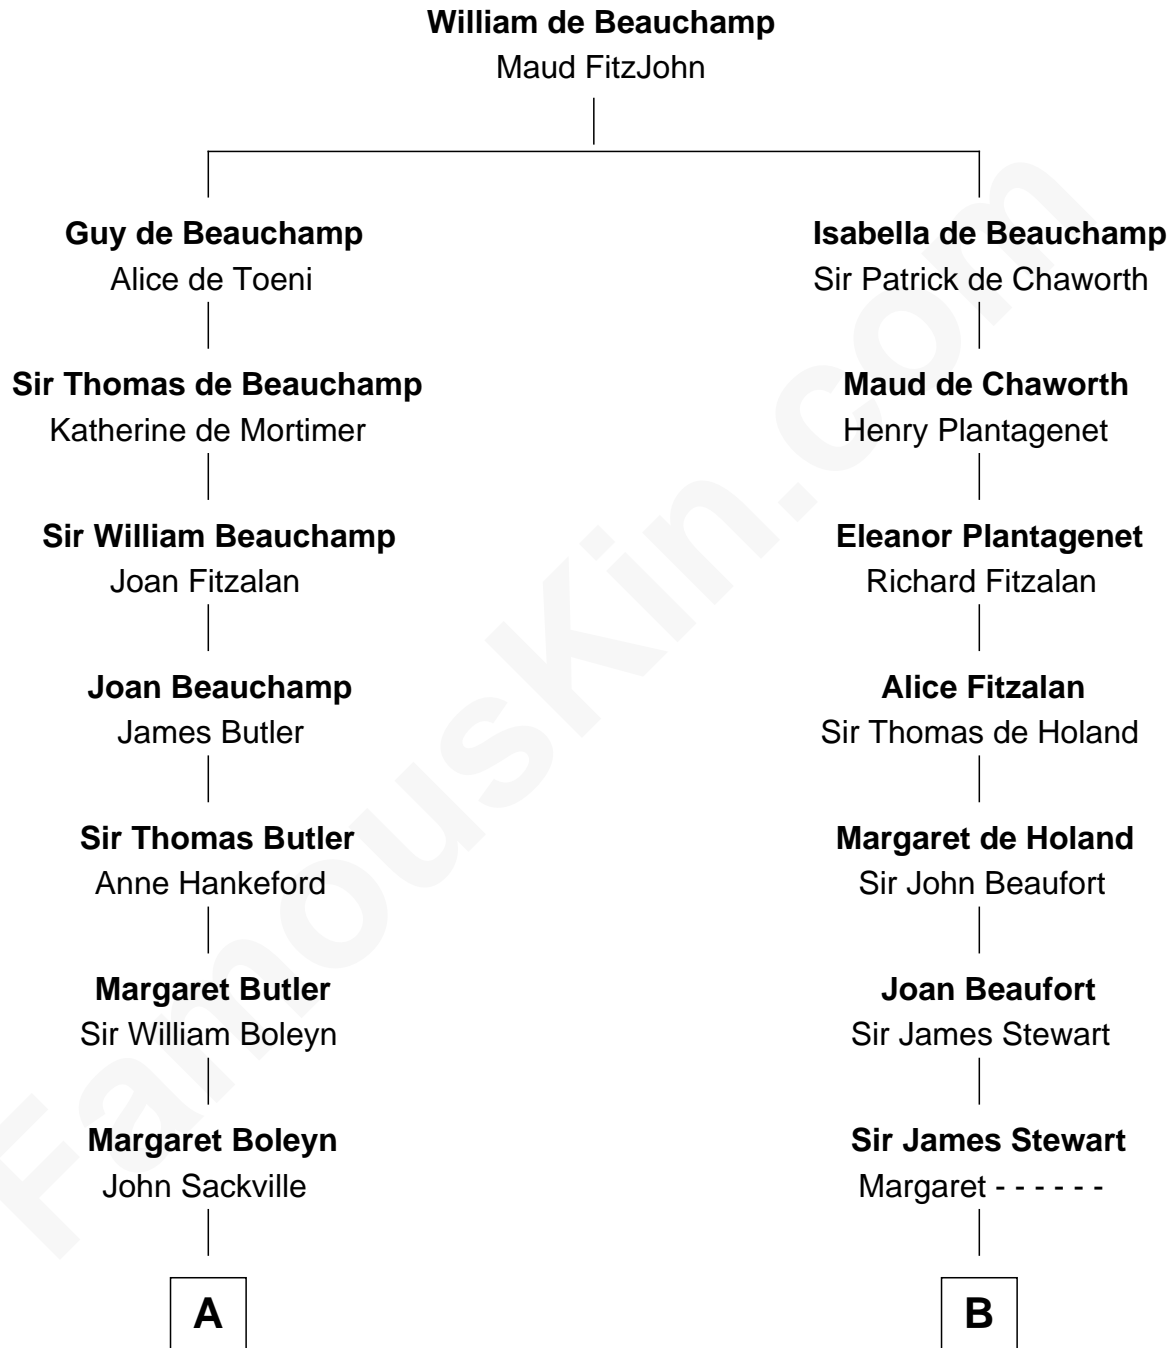 William de Beauchamp
Maud FitzJohn
Guy de Beauchamp
Alice de Toeni
Isabella de Beauchamp
Sir Patrick de Chaworth
Sir Thomas de Beauchamp
Katherine de Mortimer
Maud de Chaworth
Henry Plantagenet
Sir William Beauchamp
Joan Fitzalan
Eleanor Plantagenet
Richard Fitzalan
Joan Beauchamp
James Butler
Alice Fitzalan
Sir Thomas de Holand
Sir Thomas Butler
Anne Hankeford
Margaret de Holand
Sir John Beaufort
Margaret Butler
Sir William Boleyn
Joan Beaufort
Sir James Stewart
Margaret Boleyn
John Sackville
Sir James Stewart
Margaret - - - - - -
A
B
FamousKin.com